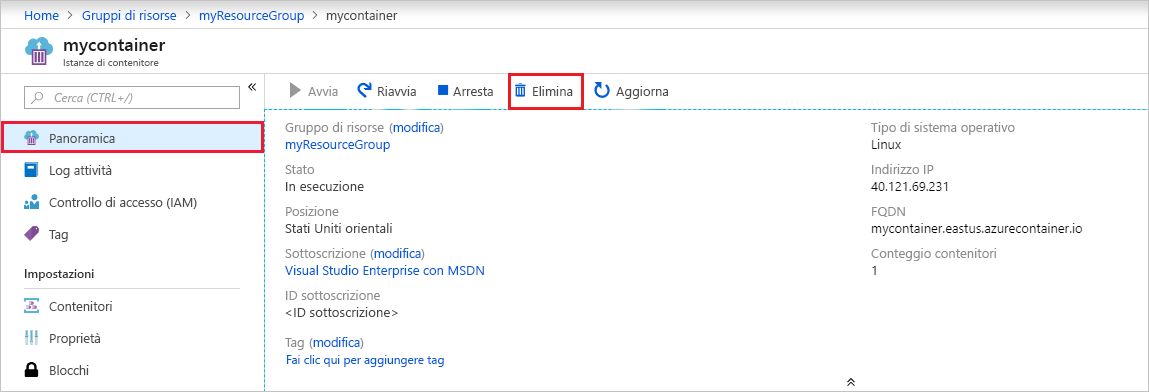 Home > Gruppi di risorse > myResourceGroup > mycontainer
mycontainer
Istanze di contenitore
«
Cerca (CTRL+/)
Panoramica
Log attività
Controllo di accesso (IAM)
Tag
Impostazioni
Contenitori
Proprietà
Blocchi
Avvia Riavvia Arresta Elimina Aggiorna
Gruppo di risorse (modifica)
myResourceGroup
Stato
In esecuzione
Posizione
Stati Uniti orientali
Sottoscrizione (modifica)
Visual Studio Enterprise con MSDN
ID sottoscrizione
<ID sottoscrizione>
Tag (modifica)
Fai clic qui per aggiungere tag
Tipo di sistema operativo
Linux
Indirizzo IP
40.121.69.231
FQDN
mycontainer.eastus.azurecontainer.io
Conteggio contenitori
1